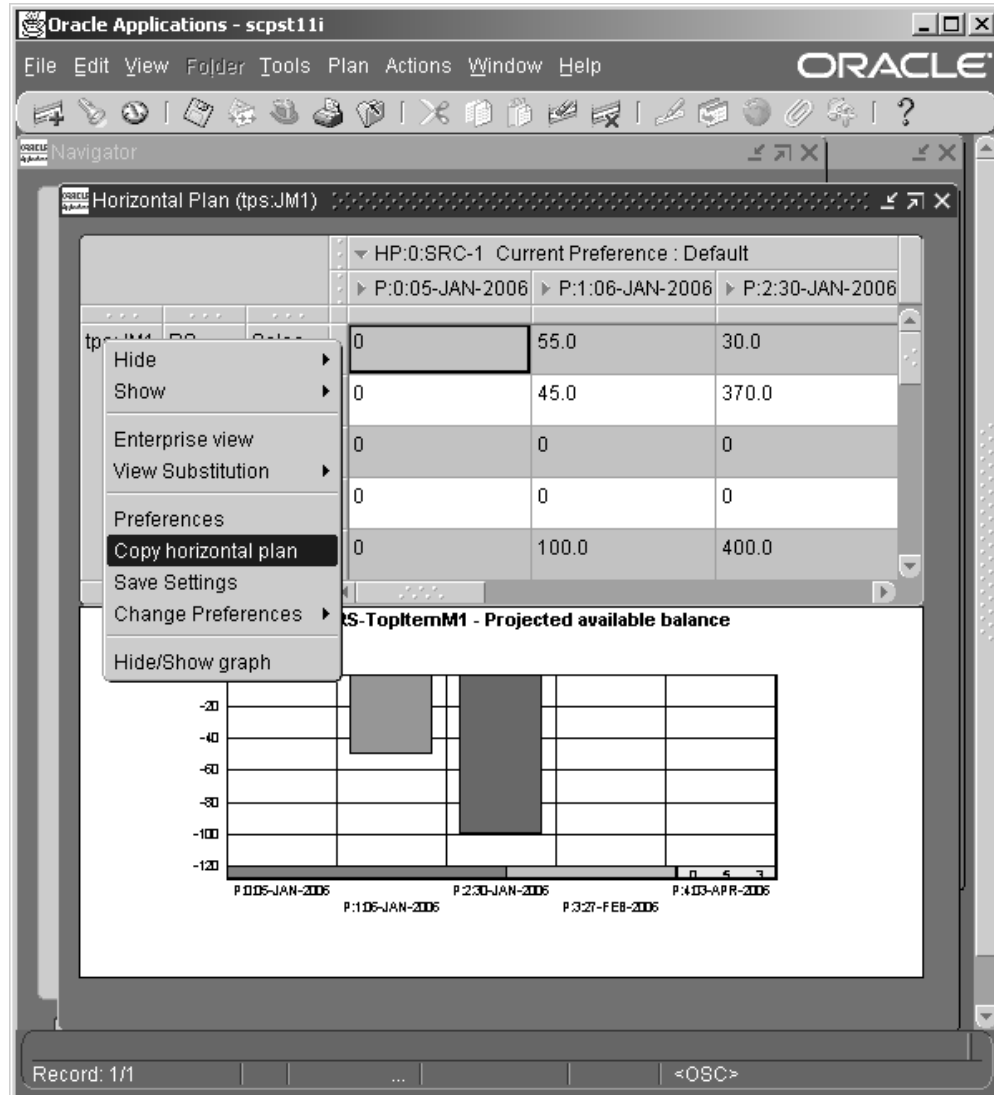 Oracle Applications - scpst11i
File Edit View Folder Tools Plan Actions Window Help
ORACLE
Navigator
Horizontal Plan (tps:JM1)
HP:0:SRC-1 Current Preference : Default
P:0:05-JAN-2006 P:1:06-JAN-2006 P:2:30-JAN-2006
0 55.0 30.0
0 45.0 370.0
0 0 0
0 0 0
0 100.0 400.0
Hide
Show
Enterprise view
View Substitution
Preferences
Copy horizontal plan
Save Settings
Change Preferences
Hide/Show graph
RS-TopItemM1 - Projected available balance
-20
-40
-60
-80
-100
-120
P:0:05-JAN-2006 P:2:30-JAN-2006 P:4:03-APR-2006
P:1:06-JAN-2006 P:3:27-FEB-2006
Record: 1/1 ... <OSC>